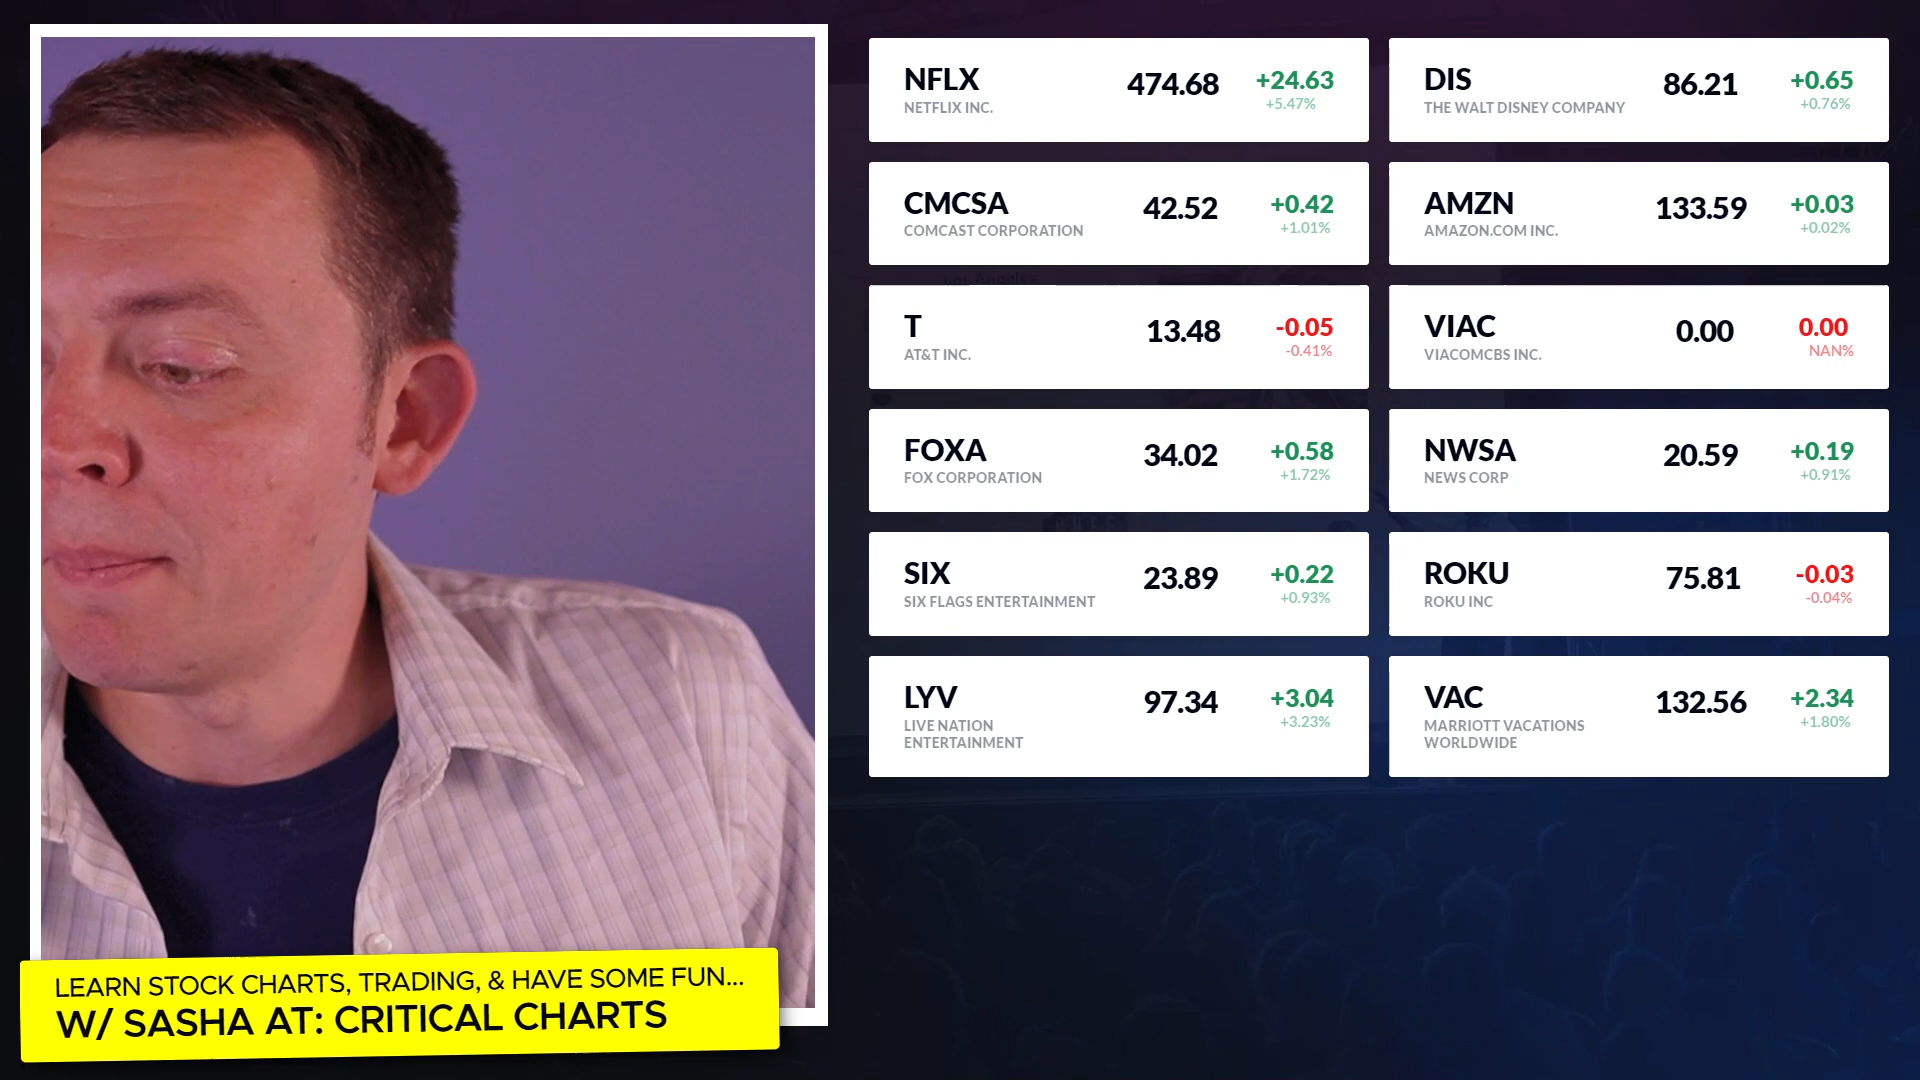 NFLX
NETFLIX INC.
474.68
+24.63
+5.47%
DIS
THE WALT DISNEY COMPANY
86.21
+0.65
+0.76%
CMCSA
COMCAST CORPORATION
42.52
+0.42
+1.01%
AMZN
AMAZON.COM INC.
133.59
+0.03
+0.02%
T
AT&T INC.
13.48
-0.05
-0.41%
VIAC
VIACOMCBS INC.
0.00
0.00
NAN%
FOXA
FOX CORPORATION
34.02
+0.58
+1.72%
NWSA
NEWS CORP
20.59
+0.19
+0.91%
SIX
SIX FLAGS ENTERTAINMENT
23.89
+0.22
+0.93%
ROKU
ROKU INC
75.81
-0.03
-0.04%
LYV
LIVE NATION
ENTERTAINMENT
97.34
+3.04
+3.23%
VAC
MARRIOTT VACATIONS
WORLDWIDE
132.56
+2.34
+1.80%
LEARN STOCK CHARTS, TRADING, & HAVE SOME FUN...
W/ SASHA AT: CRITICAL CHARTS